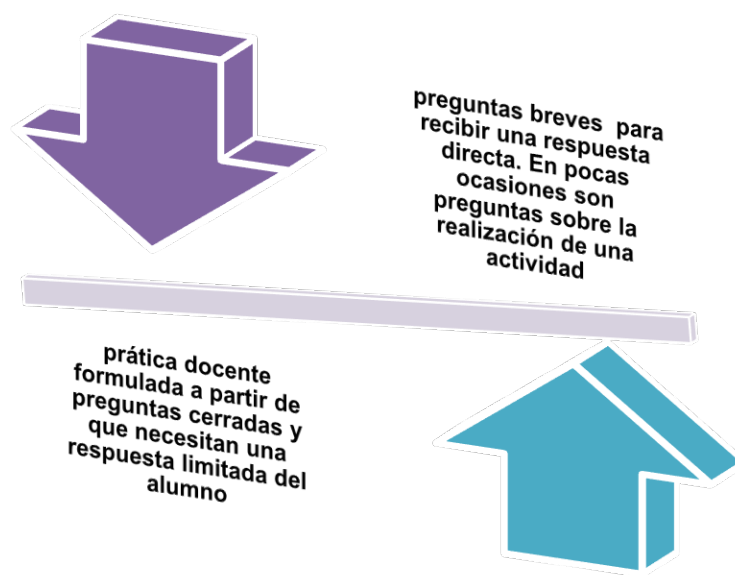 preguntas breves para
recibir una respuesta
directa. En pocas
ocasiones son
preguntas sobre la
realización de una
actividad
prática docente
formulada a partir de
preguntas cerradas y
que necesitan una
respuesta limitada del
alumno